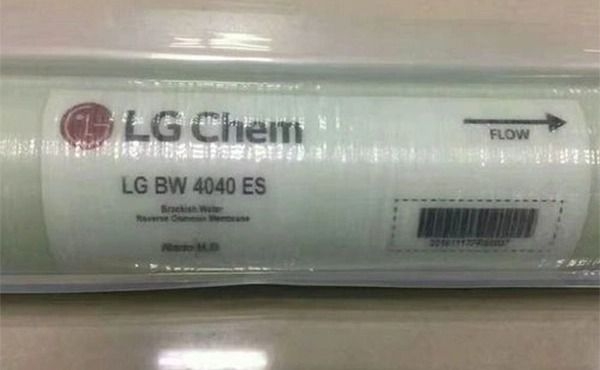 LG Chem
FLOW
LG BW 4040 ES
Brackish Water
Reverse Osmosis Membrane